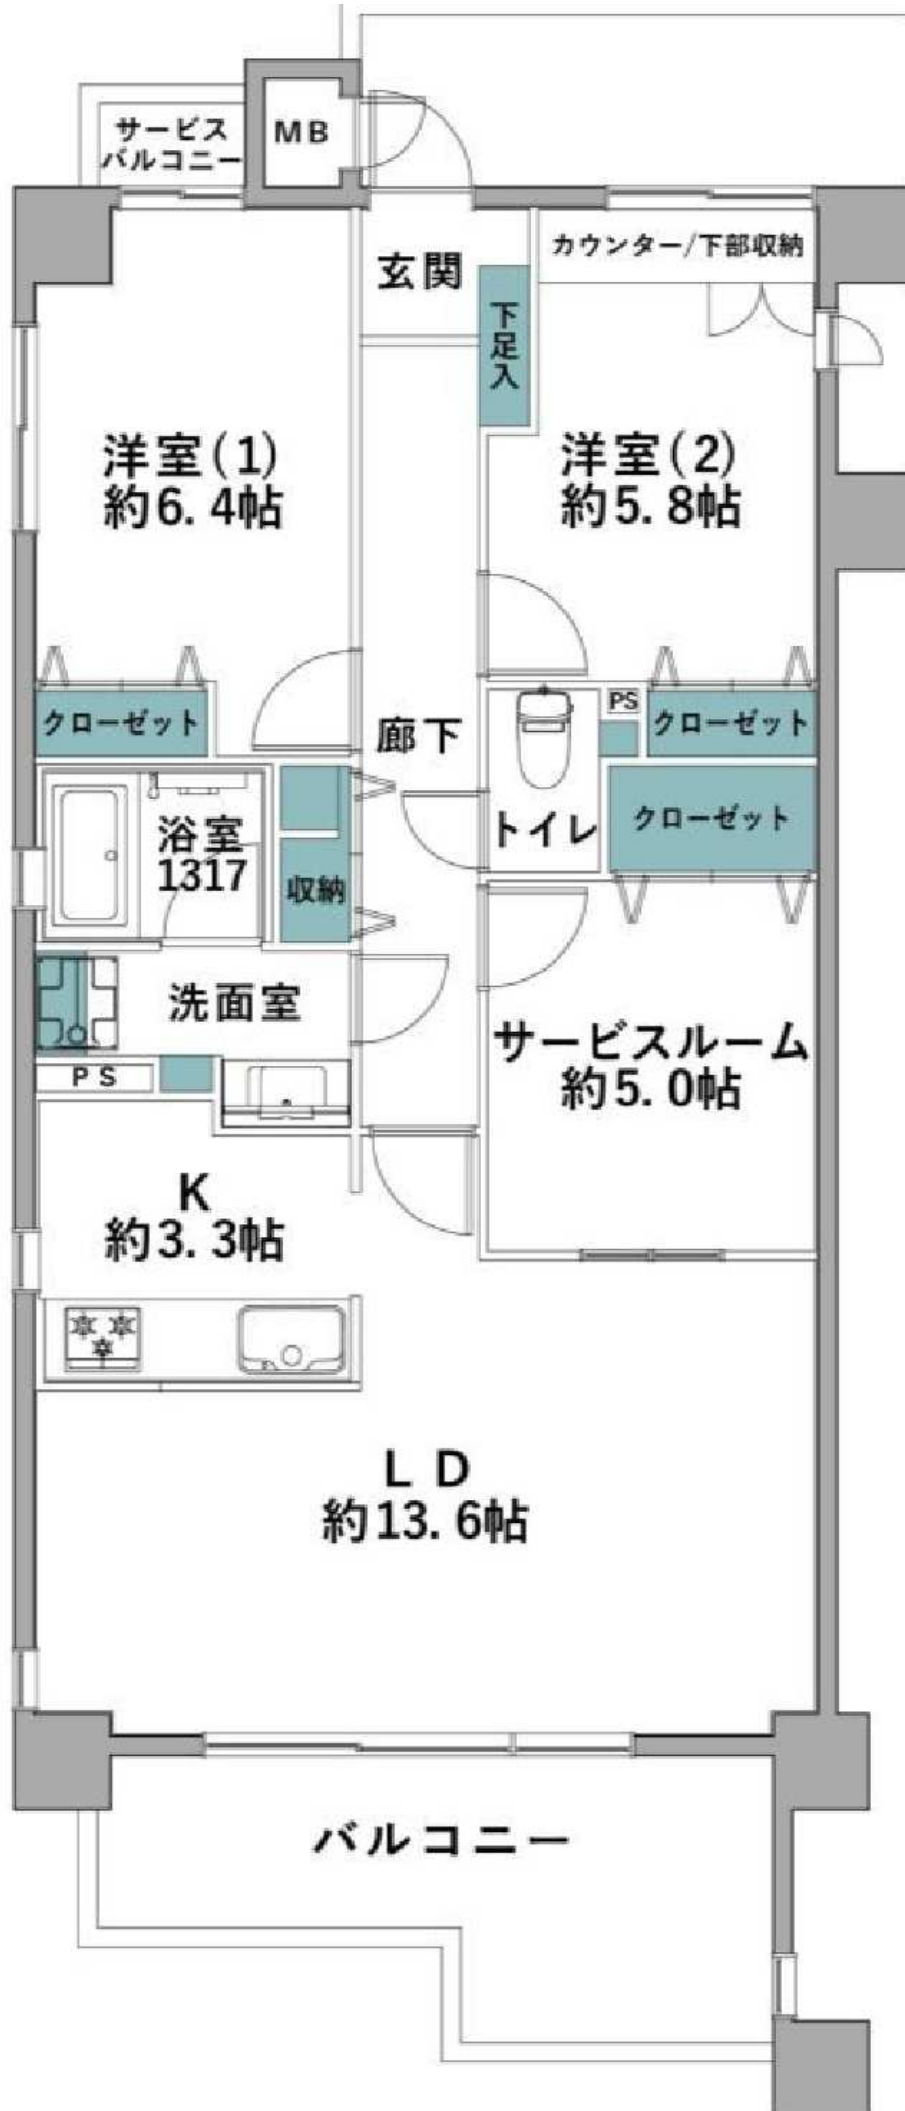 サービス
バルコニー
MB
玄関
カウンター/下部収納
下足入
洋室(1)
約6.4帖
洋室(2)
約5.8帖
クローゼット
廊下
PS
クローゼット
浴室
1317
収納
トイレ
クローゼット
洗面室
PS
サービスルーム
約5.0帖
K
約3.3帖
LD
約13.6帖
バルコニー